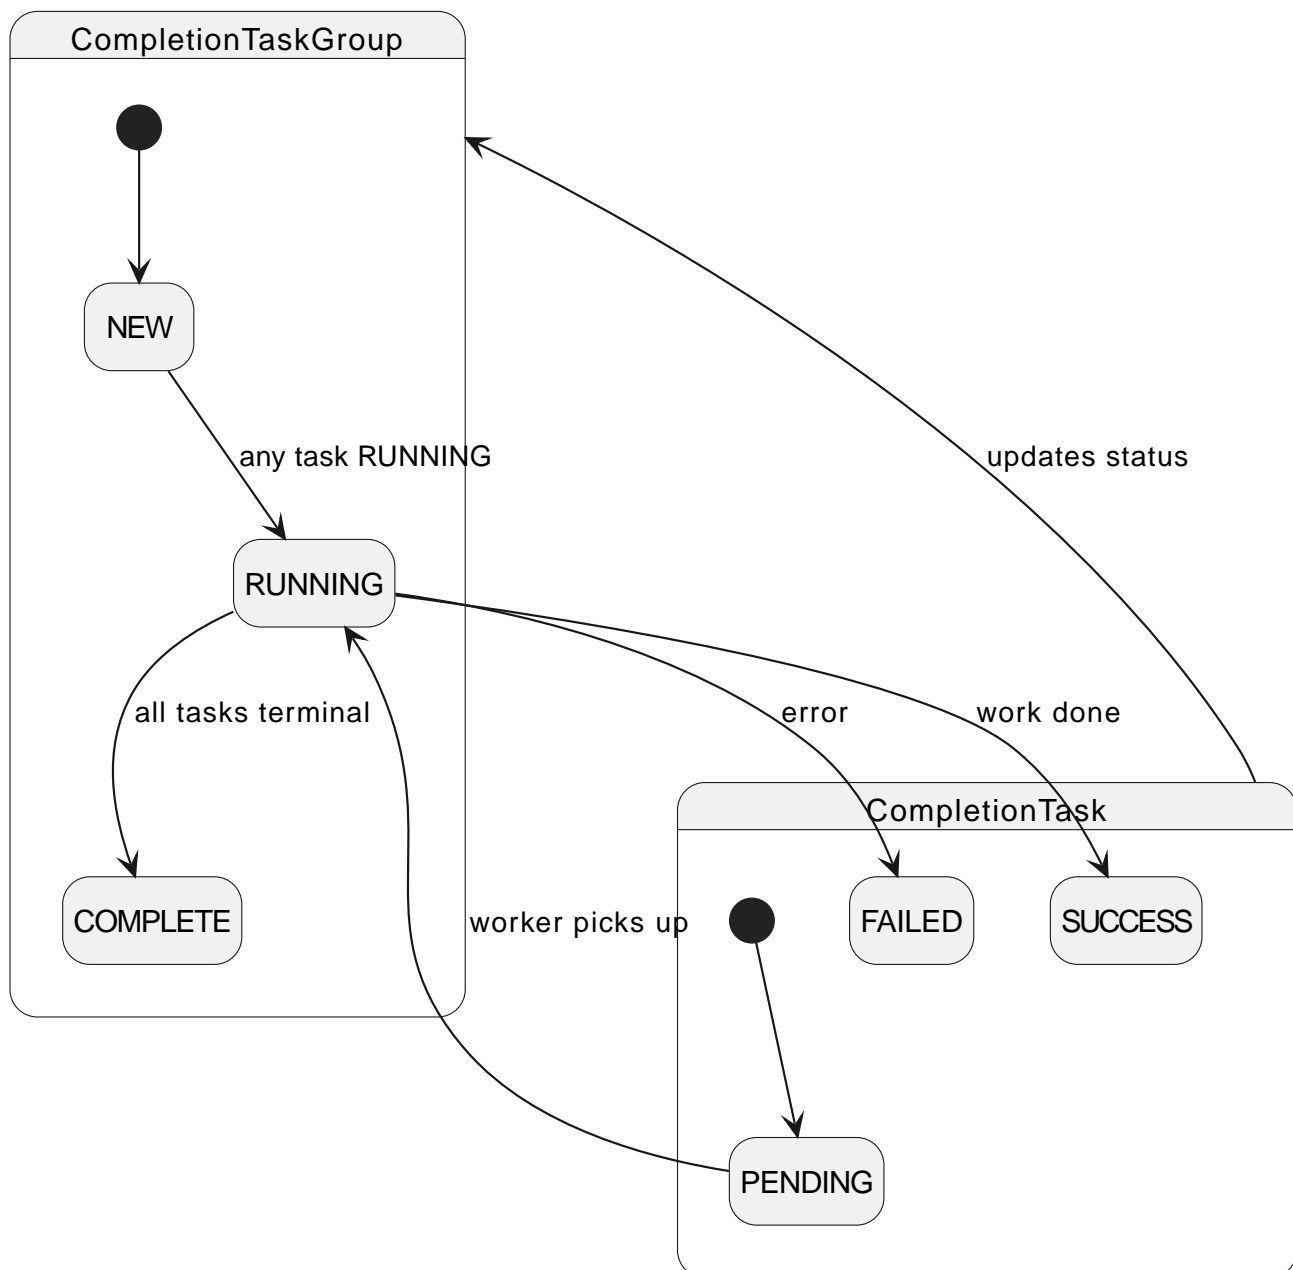 CompletionTaskGroup
NEW
any task RUNNING
updates status
RUNNING
all tasks terminal
error
work done
CompletionTask
COMPLETE
worker picks up
FAILED
SUCCESS
PENDING